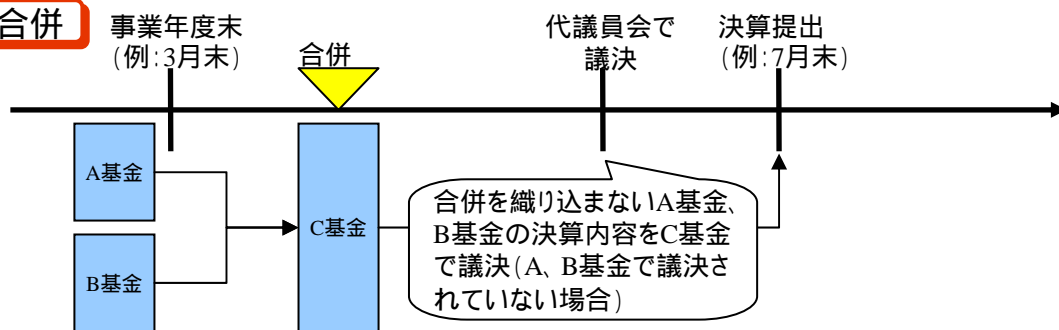 合併
事業年度末
(例:3月末)
合併
代議員会で
議決
決算提出
(例:7月末)
A基金
B基金
C基金
合併を織り込まないA基金、
B基金の決算内容をC基金
で議決(A、B基金で議決さ
れていない場合)